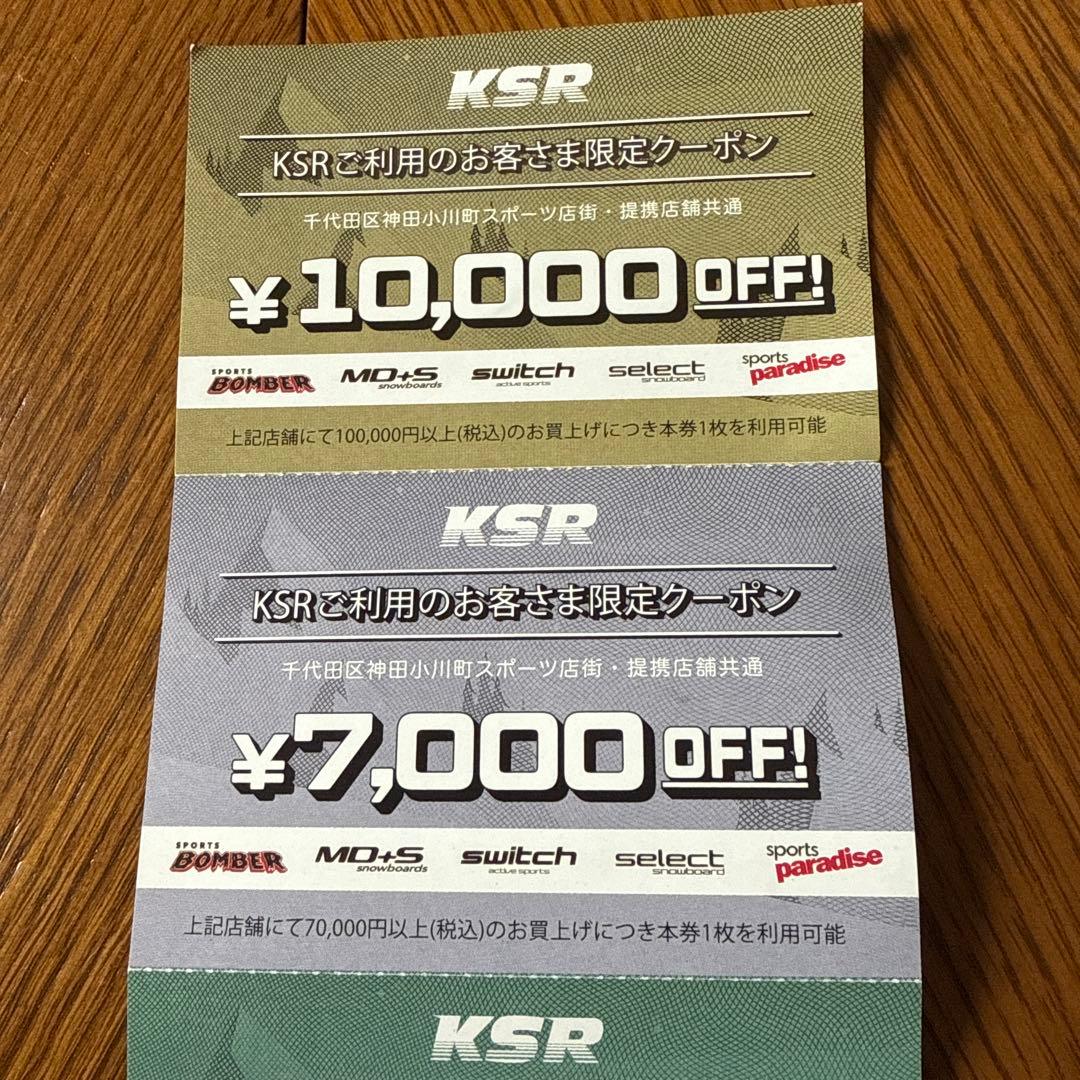 KSR
KSRご利用のお客さま限定クーポン
千代田区神田小川町スポーツ店街・提携店舗共通
¥10,000 OFF!
SPORTS BOMBER MD+S snowboards switch active sports select snowboard sports paradise
上記店舗にて100,000円以上(税込)のお買上げにつき本券1枚を利用可能
KSR
KSRご利用のお客さま限定クーポン
千代田区神田小川町スポーツ店街・提携店舗共通
¥7,000 OFF!
SPORTS BOMBER MD+S snowboards switch active sports select snowboard sports paradise
上記店舗にて70,000円以上(税込)のお買上げにつき本券1枚を利用可能
KSR